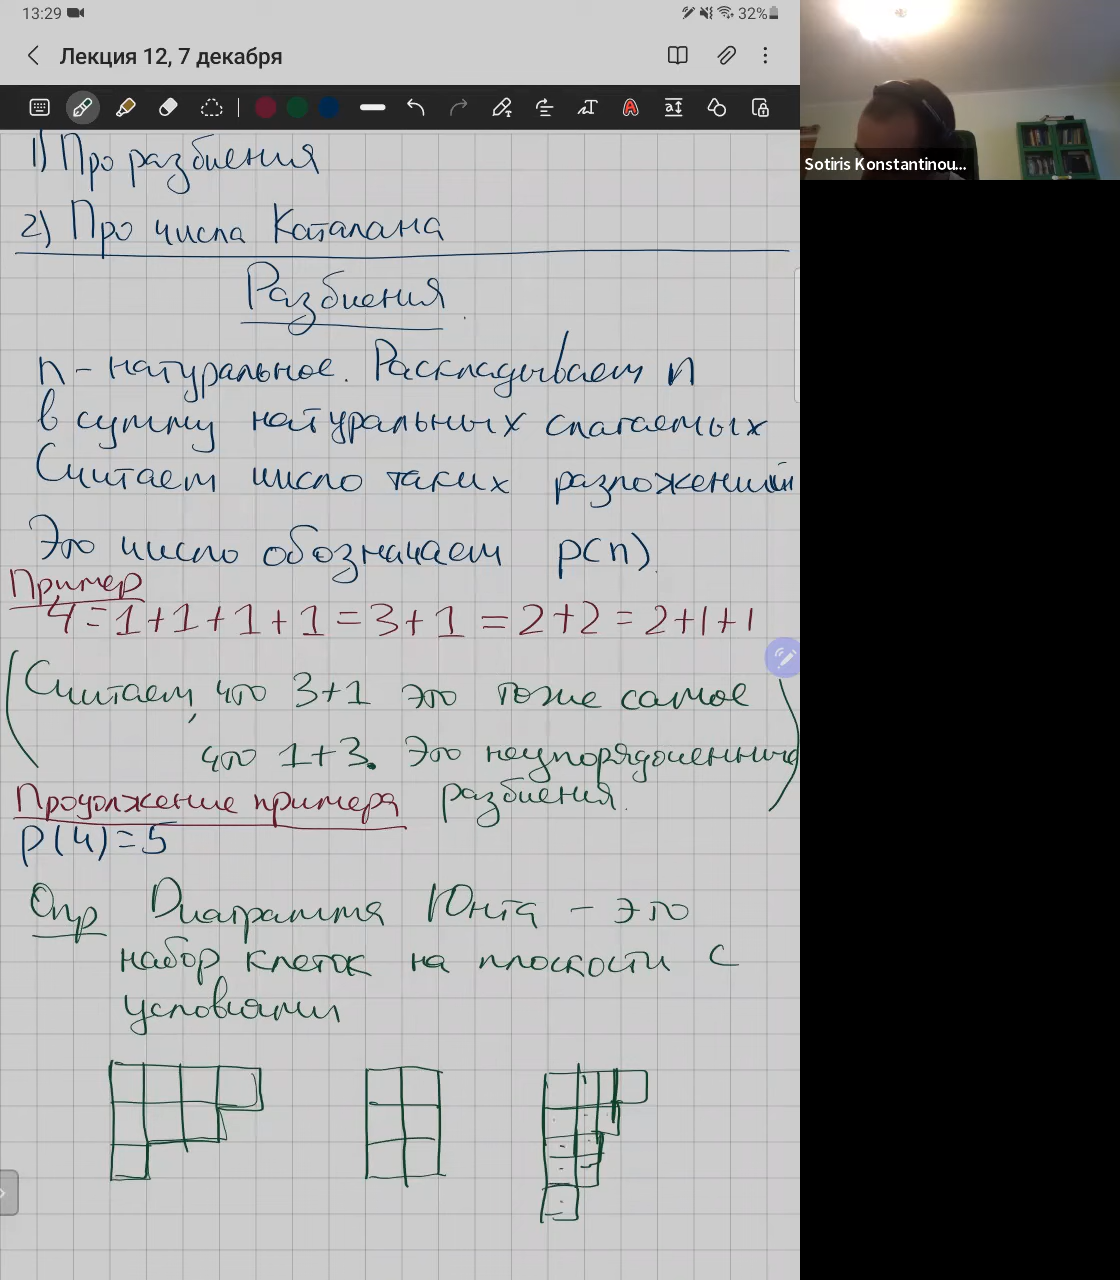 13:29
32%
Лекция 12, 7 декабря
Sotiris Konstantinou...
1) Про разбиения
2) Про числа Каталана
Разбиения
n - натуральное. Раскладываем n
в сумму натуральных слагаемых
Считаем число таких разложений
Это число обозначаем p(n).
Пример
4=1+1+1+1=3+1=2+2=2+1+1
(Считаем, что 3+1 это тоже самое
что 1+3. Это неупорядоченные
разбиения.)
Продолжение примера
p(4)=5
Опр Диаграмма Юнга - это
набор клеток на плоскости с
условиями